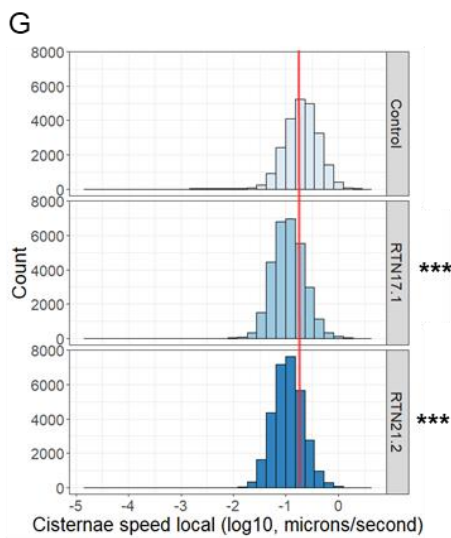 G
8000
6000
4000
2000
0
Control
8000
6000
4000
2000
0
RTN17.1
***
Count
8000
6000
4000
2000
0
RTN21.2
***
-5 -4 -3 -2 -1 0
Cisternae speed local (log10, microns/second)